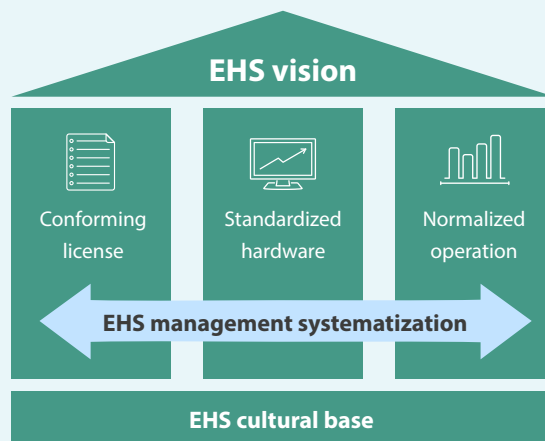 EHS vision
Conforming
license
Standardized
hardware
Normalized
operation
EHS management systematization
EHS cultural base